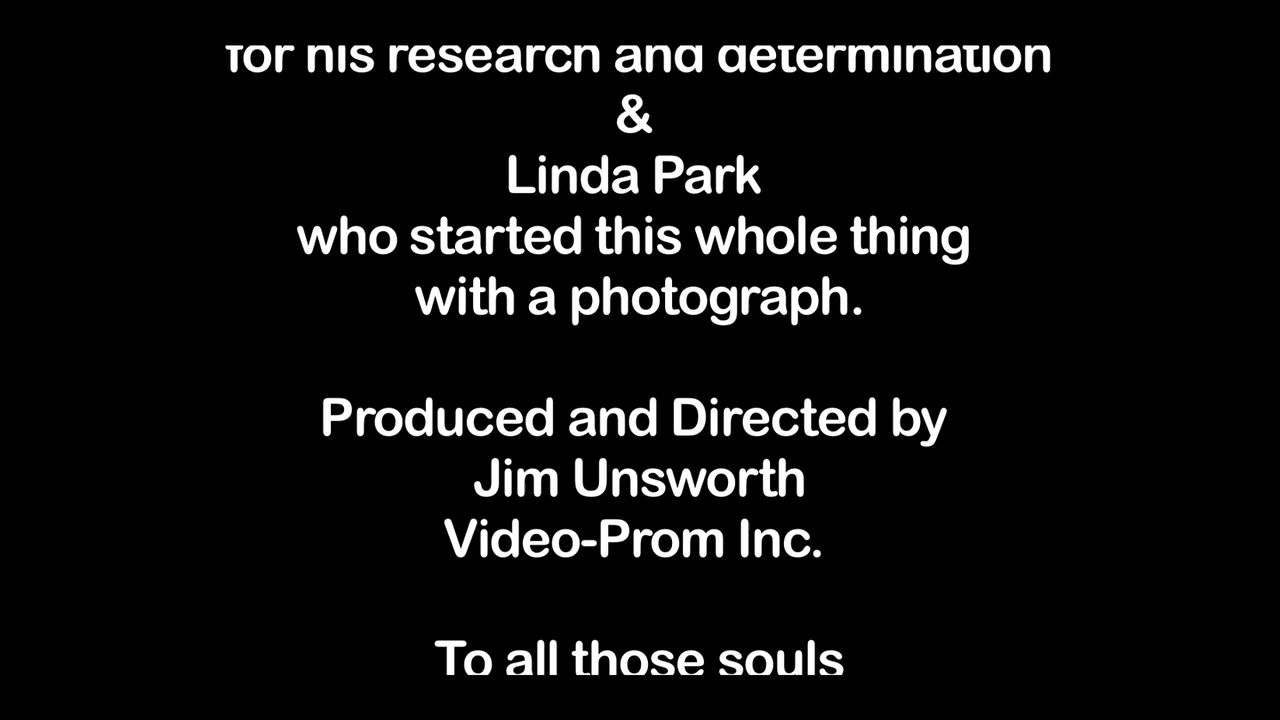 for his research and determination
&
Linda Park
who started this whole thing
with a photograph.
Produced and Directed by
Jim Unsworth
Video-Prom Inc.
To all those souls